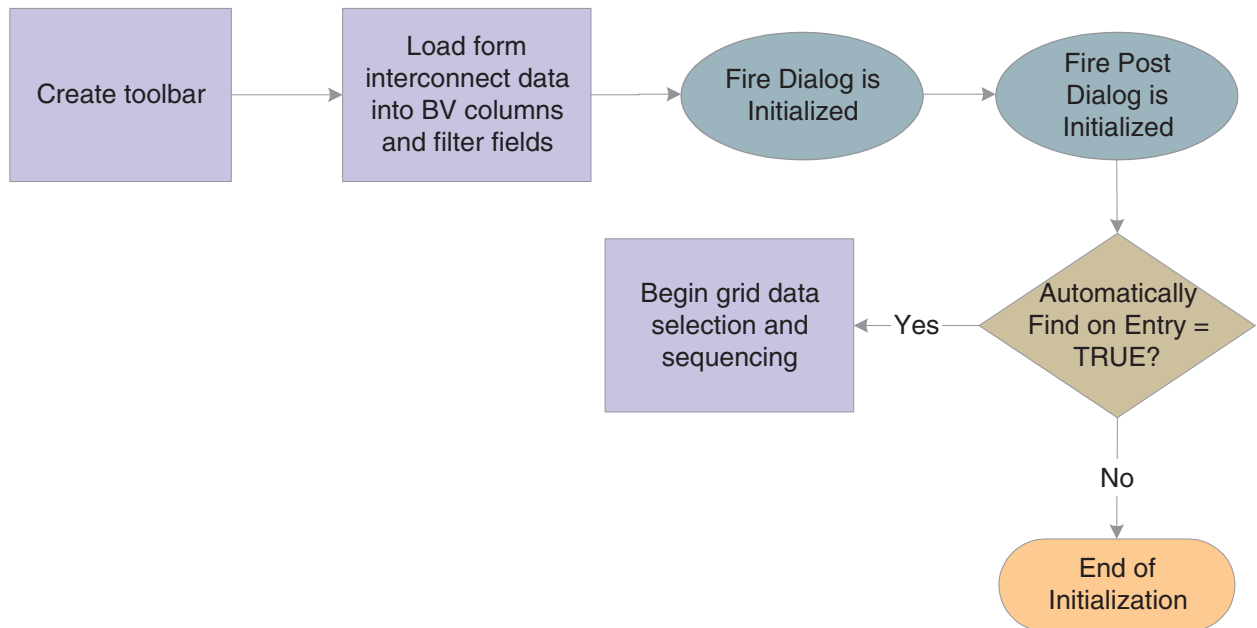 Create toolbar
Load form
interconnect data
into BV columns
and filter fields
Fire Dialog is
Initialized
Fire Post
Dialog is
Initialized
Automatically
Find on Entry =
TRUE?
Yes
Begin grid data
selection and
sequencing
No
End of
Initialization